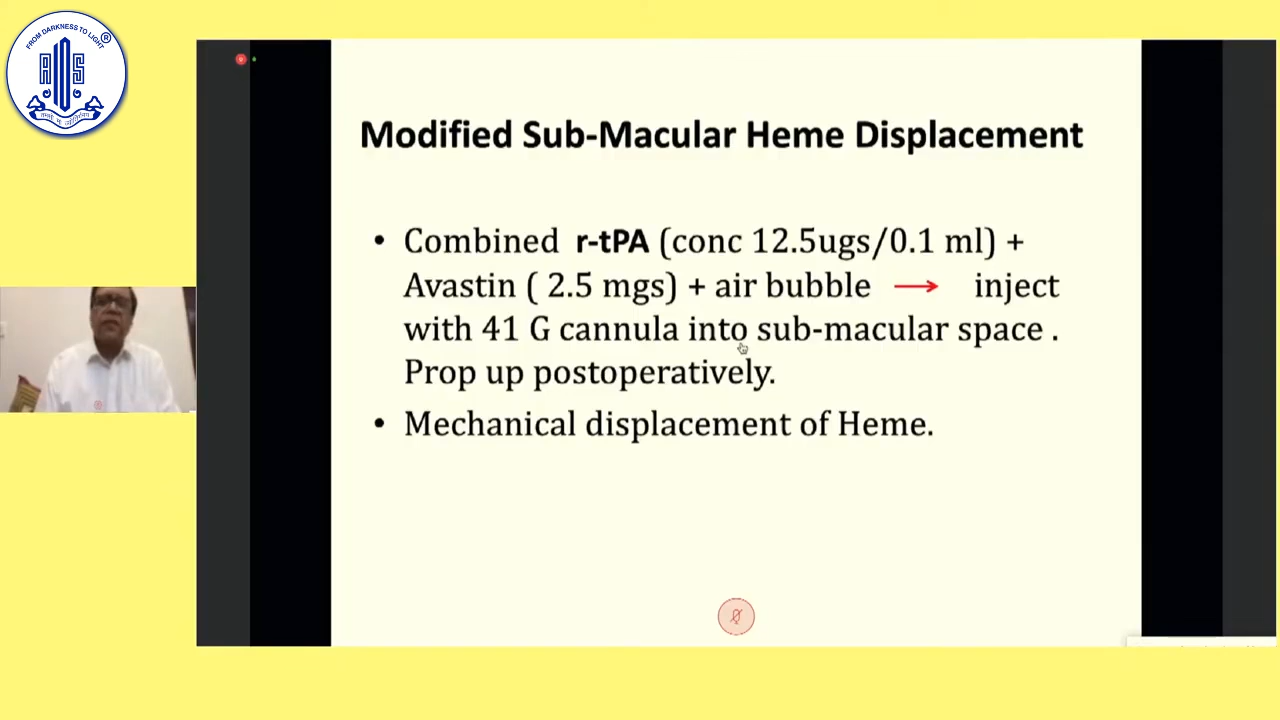 FROM DARKNESS TO LIGHT
®
AIOS
Modified Sub-Macular Heme Displacement
• Combined r-tPA (conc 12.5ugs/0.1 ml) +
Avastin ( 2.5 mgs) + air bubble → inject
with 41 G cannula into sub-macular space .
Prop up postoperatively.
• Mechanical displacement of Heme.